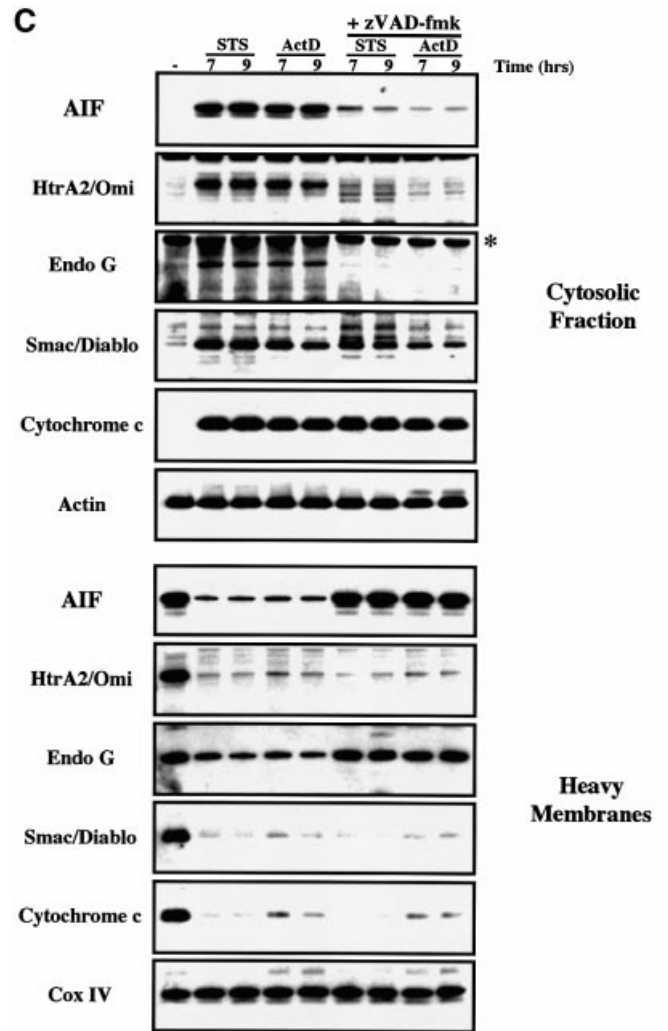 C
+ zVAD-fmk
STS ActD STS ActD
- 7 9 7 9 7 9 7 9 Time (hrs)
AIF
HtrA2/Omi
Endo G *
Smac/Diablo
Cytochrome c
Actin
Cytosolic
Fraction
AIF
HtrA2/Omi
Endo G
Smac/Diablo
Cytochrome c
Cox IV
Heavy
Membranes